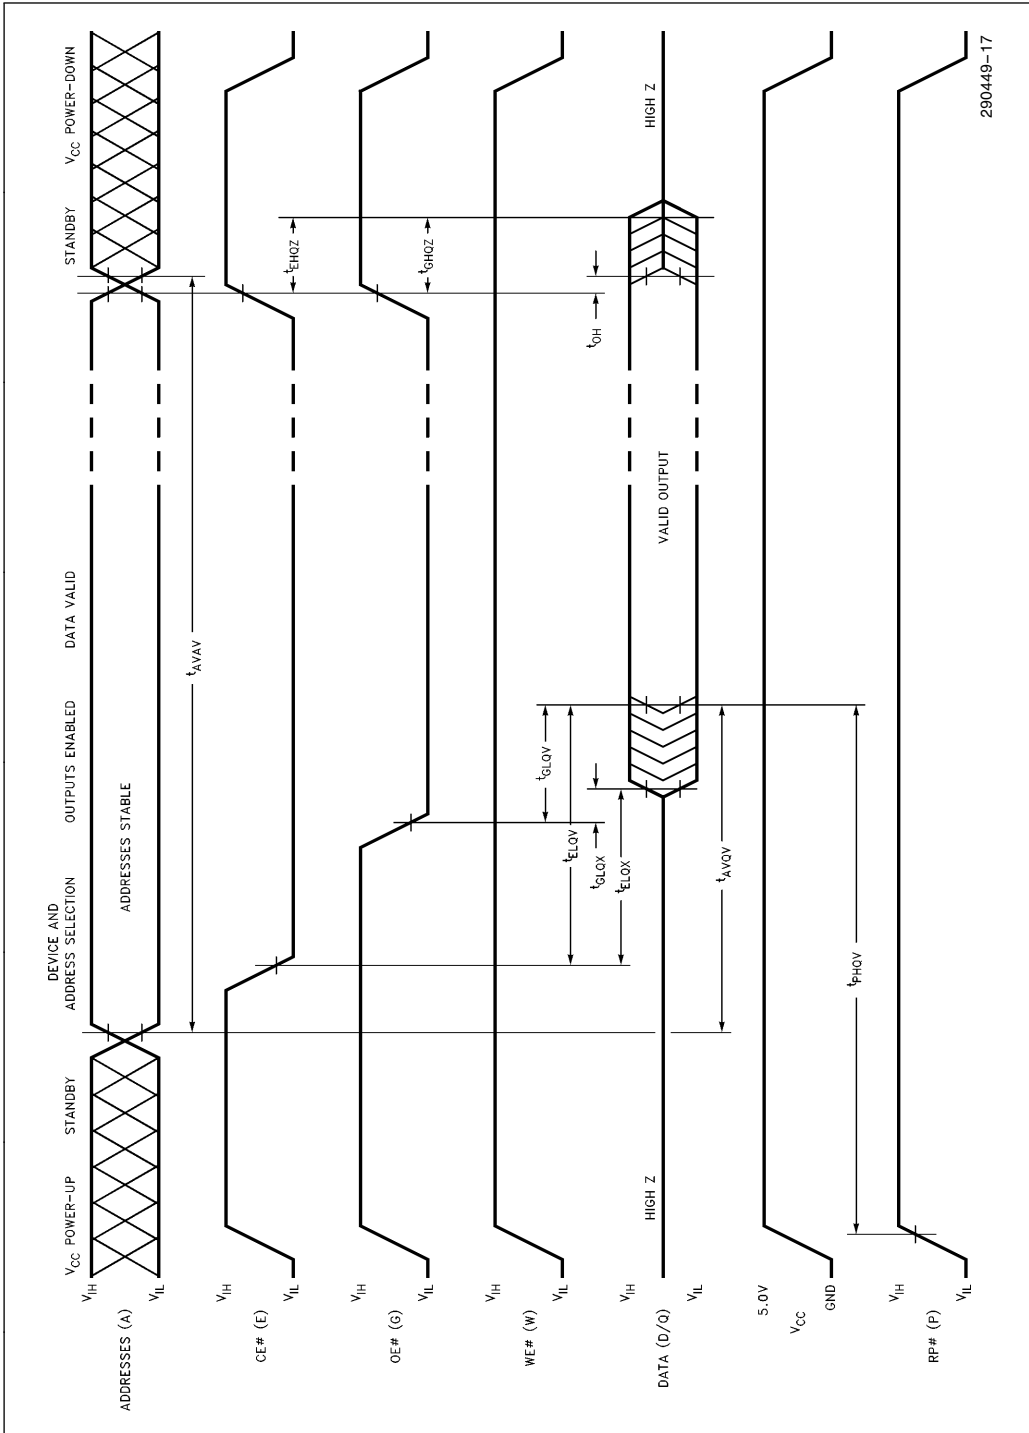 VCC POWER-UP
STANDBY
DEVICE AND
ADDRESS SELECTION
OUTPUTS ENABLED
DATA VALID
STANDBY
VCC POWER-DOWN
VIH
ADDRESSES (A)
VIL
ADDRESSES STABLE
tAVAV
VIH
CE# (E)
VIL
tEHQZ
VIH
OE# (G)
VIL
tGHQZ
VIH
WE# (W)
VIL
tGLQV
tELQV
tGLQX
tELQX
tOH
VIH
DATA (D/Q)
VIL
HIGH Z
VALID OUTPUT
HIGH Z
tAVQV
5.0V
VCC
GND
tPHQV
VIH
RP# (P)
VIL
290449-17